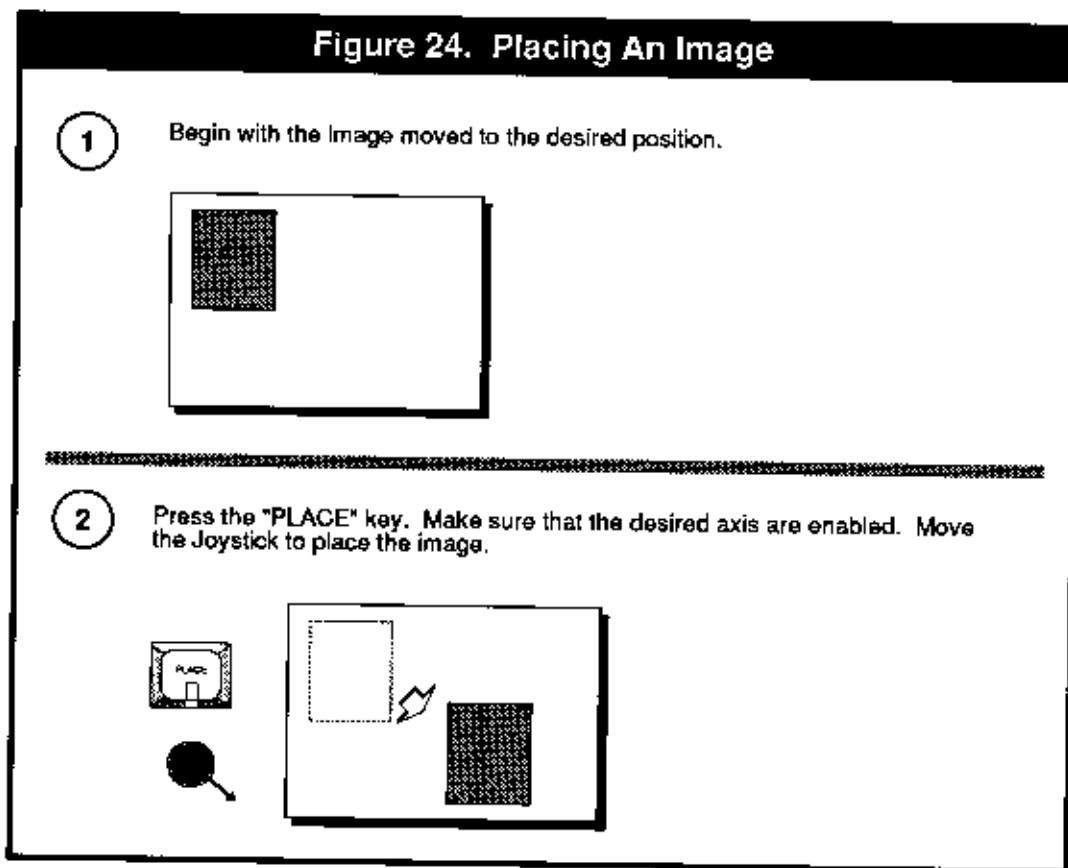 Figure 24. Placing An Image
1
Begin with the Image moved to the desired position.
2
Press the "PLACE" key. Make sure that the desired axis are enabled. Move
the Joystick to place the image.
PLACE